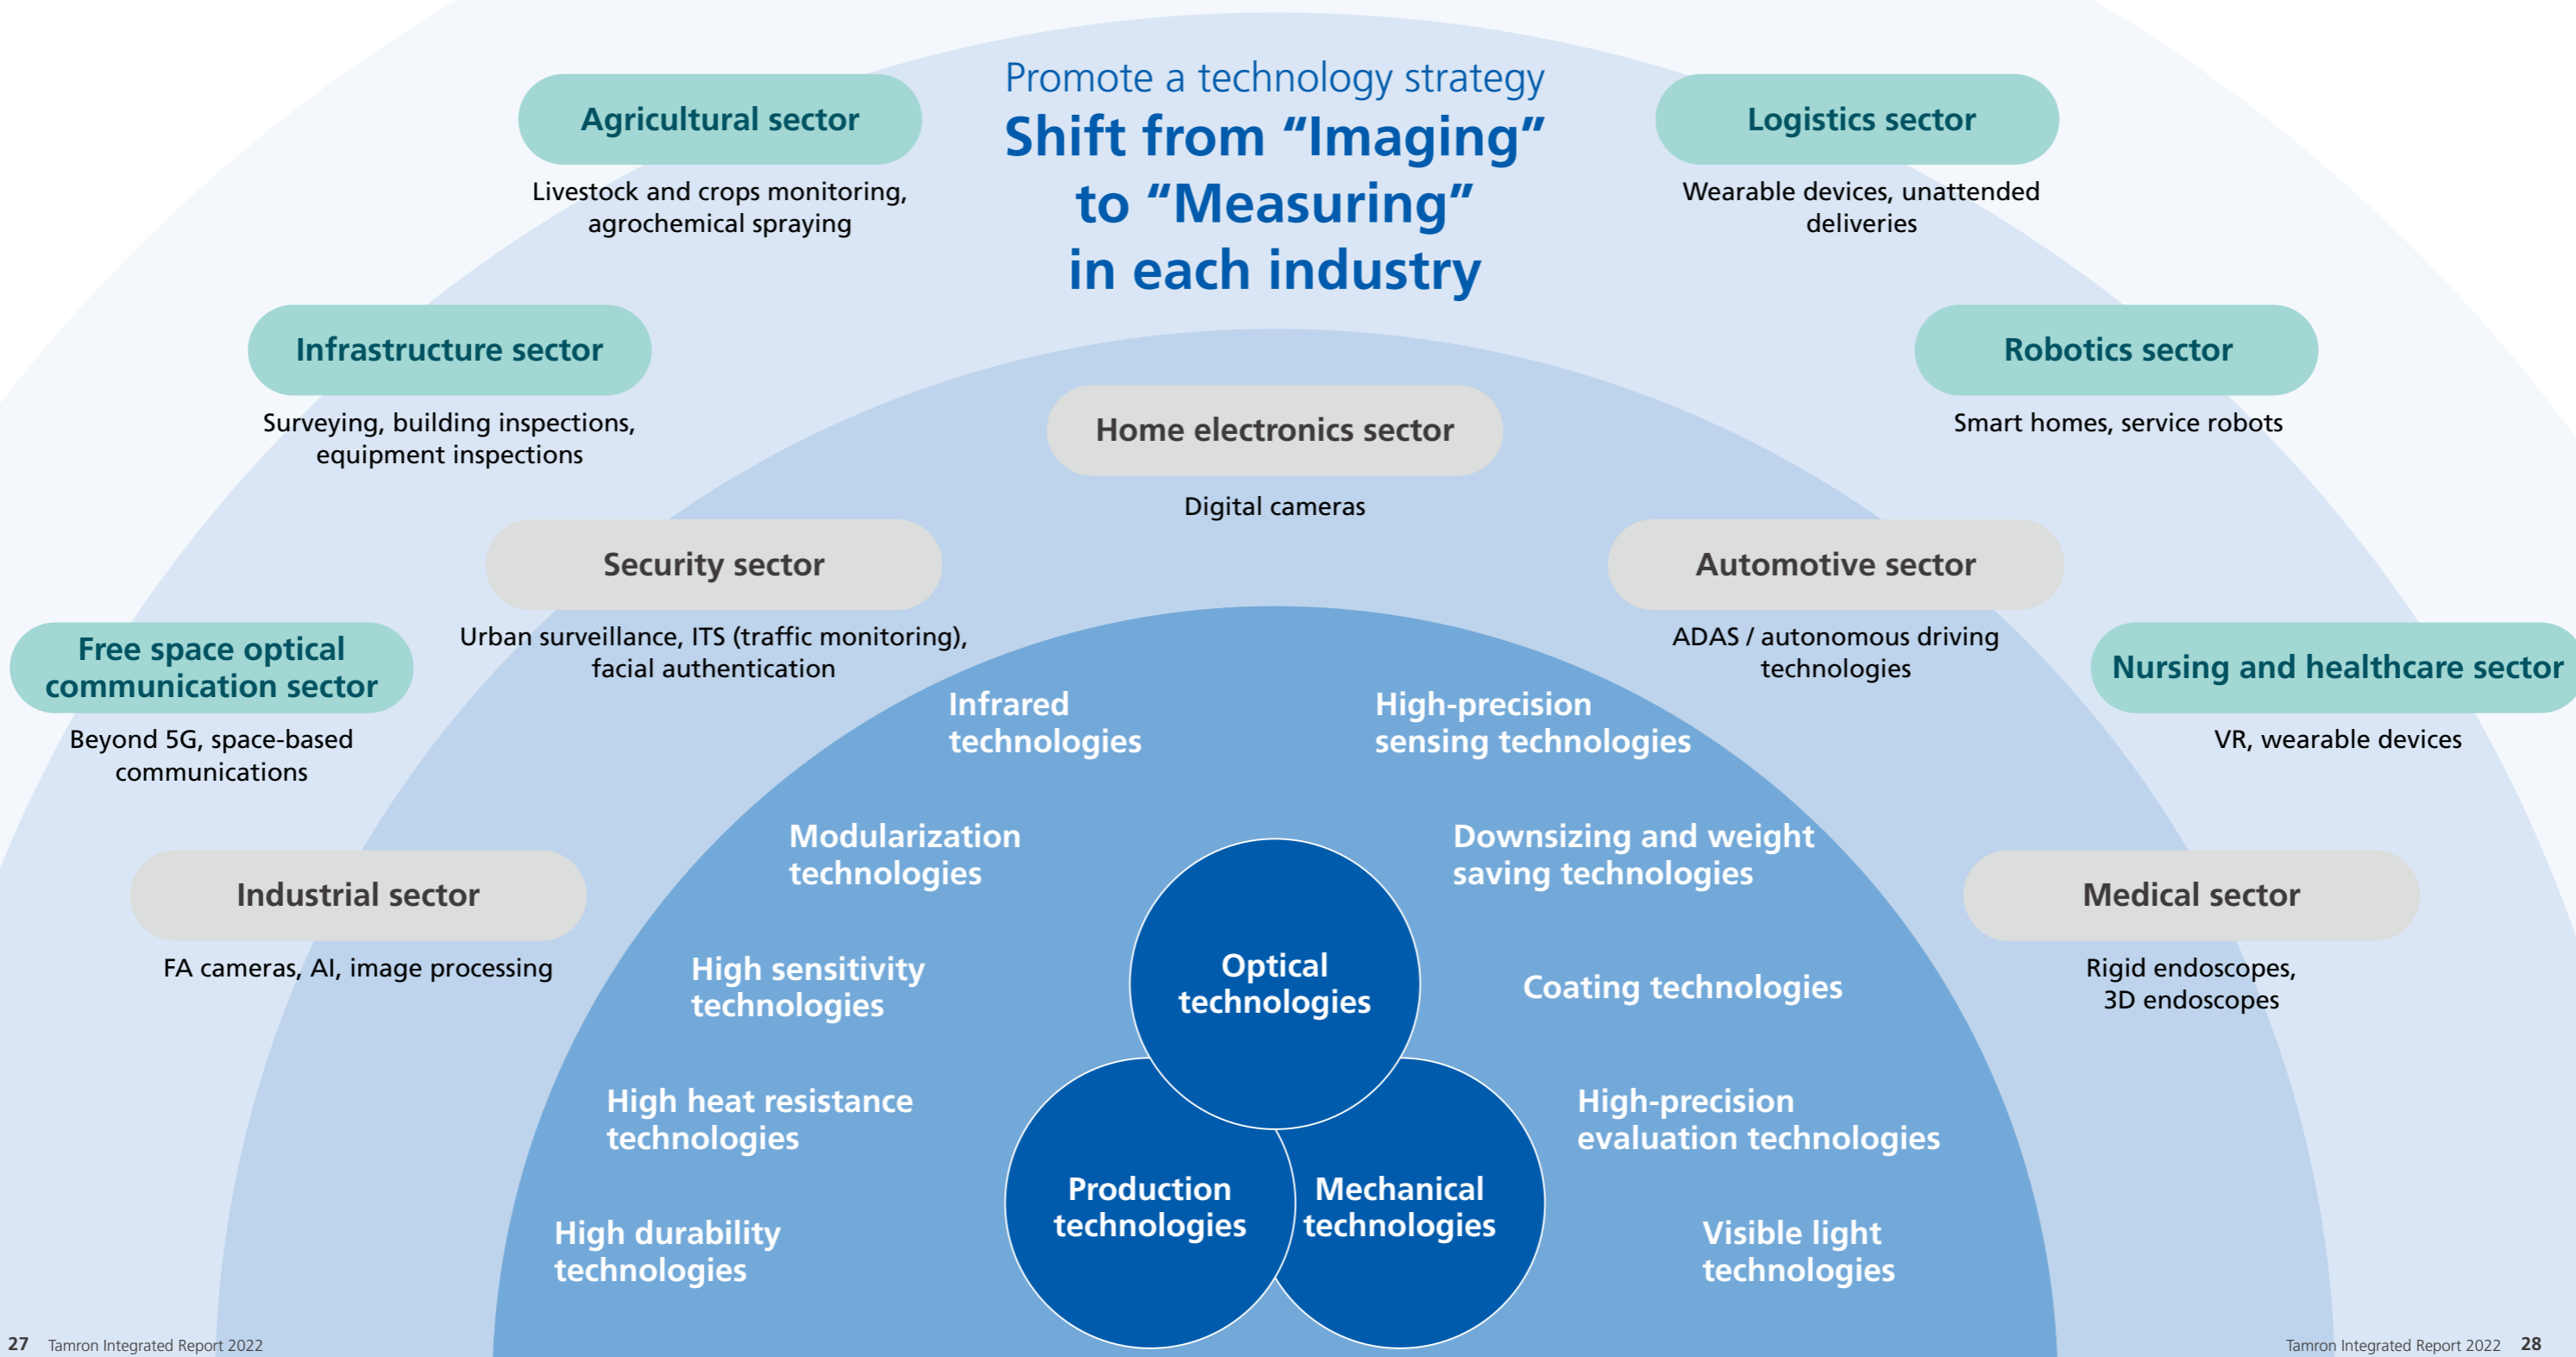 Promote a technology strategy
Shift from “Imaging”
to “Measuring”
in each industry
Agricultural sector
Livestock and crops monitoring,
agrochemical spraying
Logistics sector
Wearable devices, unattended
deliveries
Infrastructure sector
Surveying, building inspections,
equipment inspections
Robotics sector
Smart homes, service robots
Home electronics sector
Digital cameras
Security sector
Urban surveillance, ITS (traffic monitoring),
facial authentication
Automotive sector
ADAS / autonomous driving
technologies
Free space optical
communication sector
Beyond 5G, space-based
communications
Nursing and healthcare sector
VR, wearable devices
Industrial sector
FA cameras, AI, image processing
Medical sector
Rigid endoscopes,
3D endoscopes
Infrared
technologies
High-precision
sensing technologies
Modularization
technologies
Downsizing and weight
saving technologies
High sensitivity
technologies
Coating technologies
High heat resistance
technologies
High-precision
evaluation technologies
High durability
technologies
Visible light
technologies
Optical
technologies
Production
technologies
Mechanical
technologies
27 Tamron Integrated Report 2022
Tamron Integrated Report 2022 28